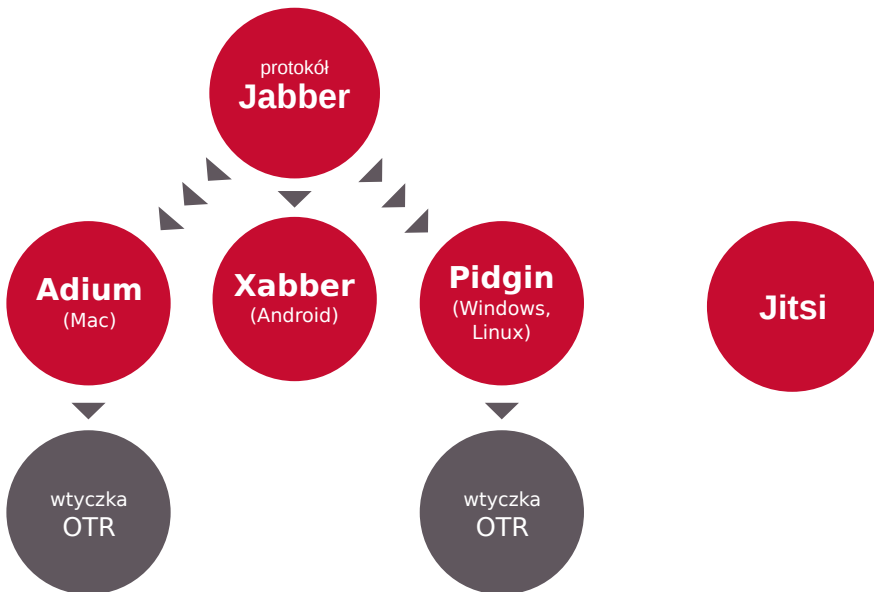 protokół
Jabber
Adium
(Mac)
Xabber
(Android)
Pidgin
(Windows,
Linux)
Jitsi
wtyczka
OTR
wtyczka
OTR